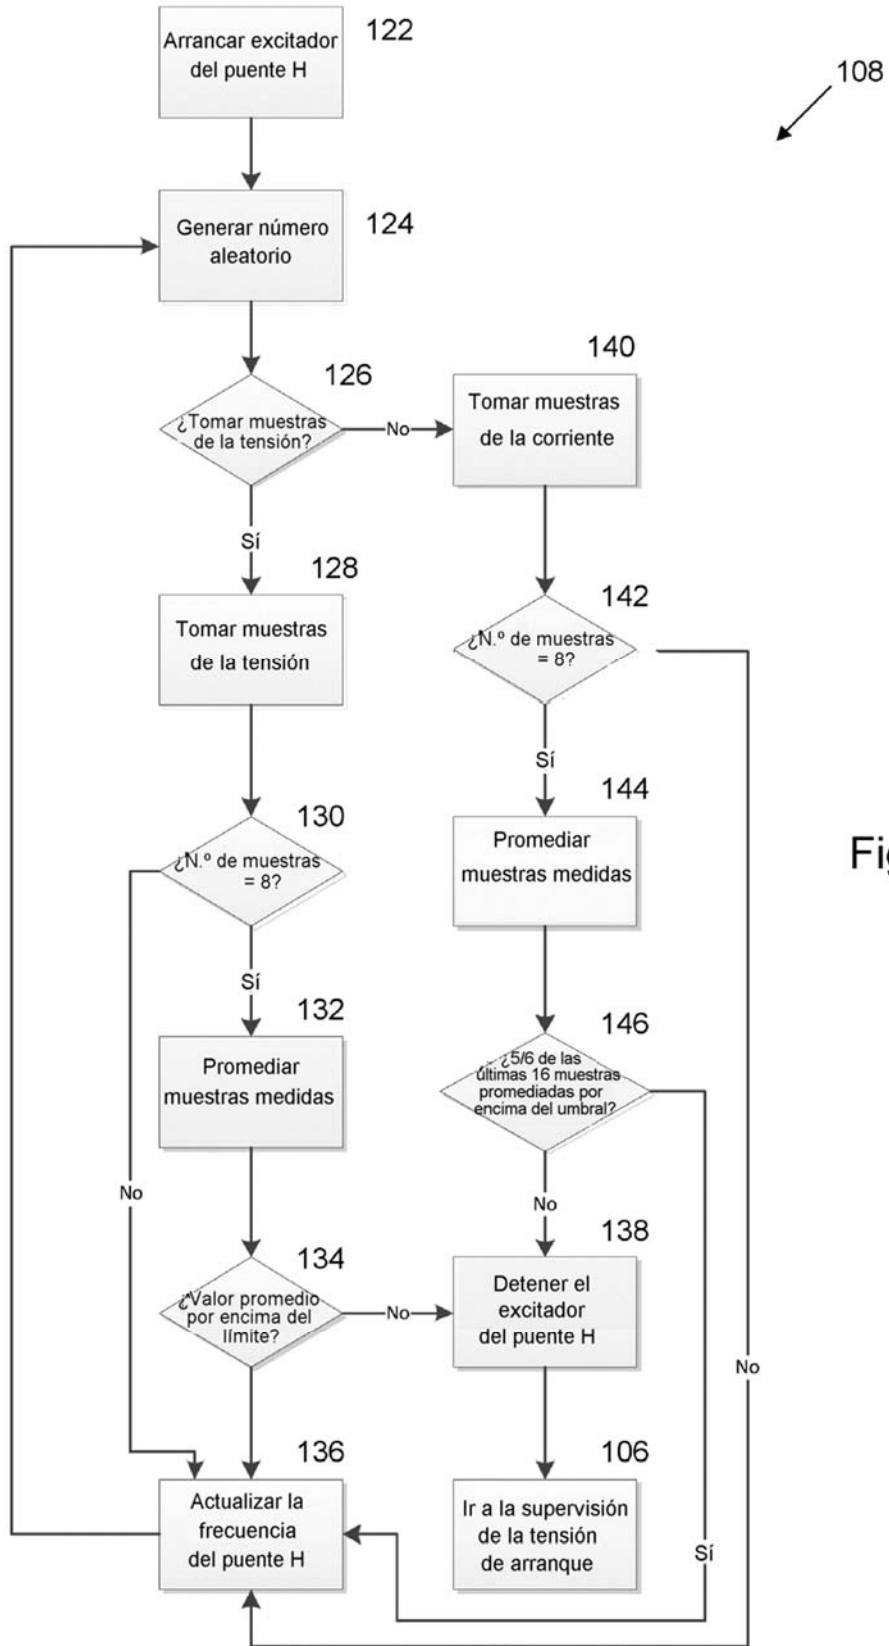 Arrancar excitador
del puente H
122
108
Generar número
aleatorio
124
126
¿Tomar muestras
de la tensión?
No
140
Tomar muestras
de la corriente
Sí
128
Tomar muestras
de la tensión
142
¿N.º de muestras
= 8?
Sí
130
¿N.º de muestras
= 8?
144
Promediar
muestras medidas
Fig
Sí
132
Promediar
muestras medidas
146
¿5/6 de las
últimas 16 muestras
promediadas por
encima del umbral?
No
No
134
¿Valor promedio
por encima del
límite?
No
138
Detener el
excitador
del puente H
No
136
Actualizar la
frecuencia
del puente H
106
Ir a la supervisión
de la tensión
de arranque
Sí